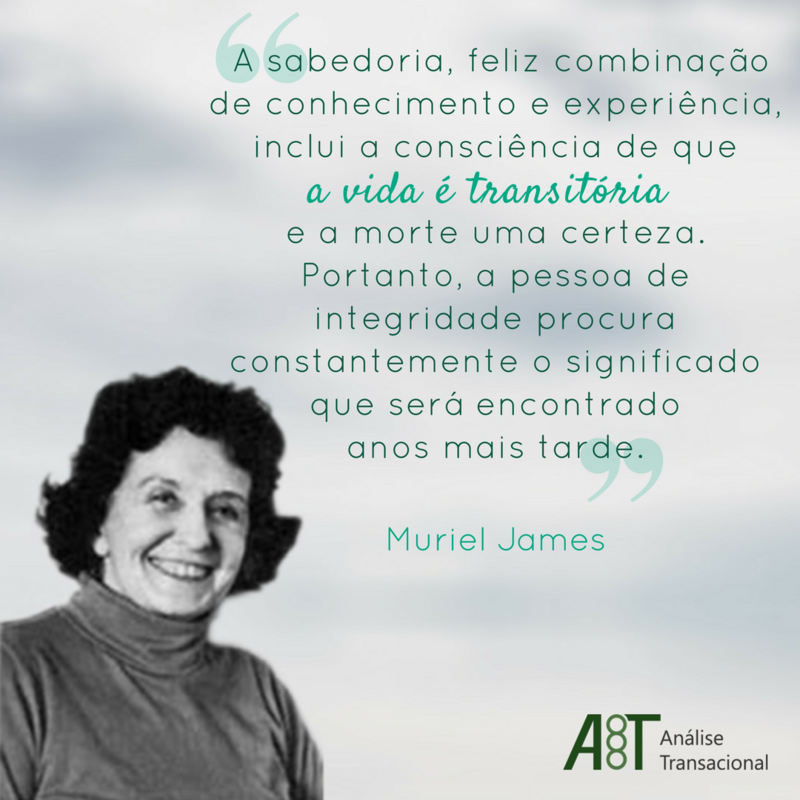 A sabedoria, feliz combinação
de conhecimento e experiência,
inclui a consciência de que
a vida é transitória
e a morte uma certeza.
Portanto, a pessoa de
integridade procura
constantemente o significado
que será encontrado
anos mais tarde.
Muriel James
AT Análise
Transacional